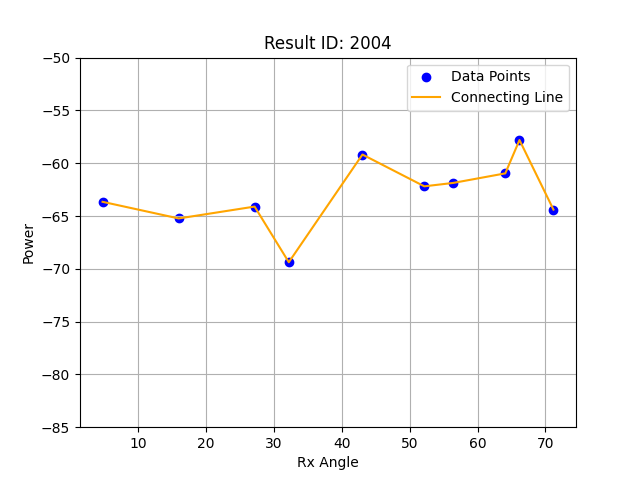 Result ID: 2004
Data Points
Connecting Line
Power
−50
−55
−60
−65
−70
−75
−80
−85
10 20 30 40 50 60 70
Rx Angle